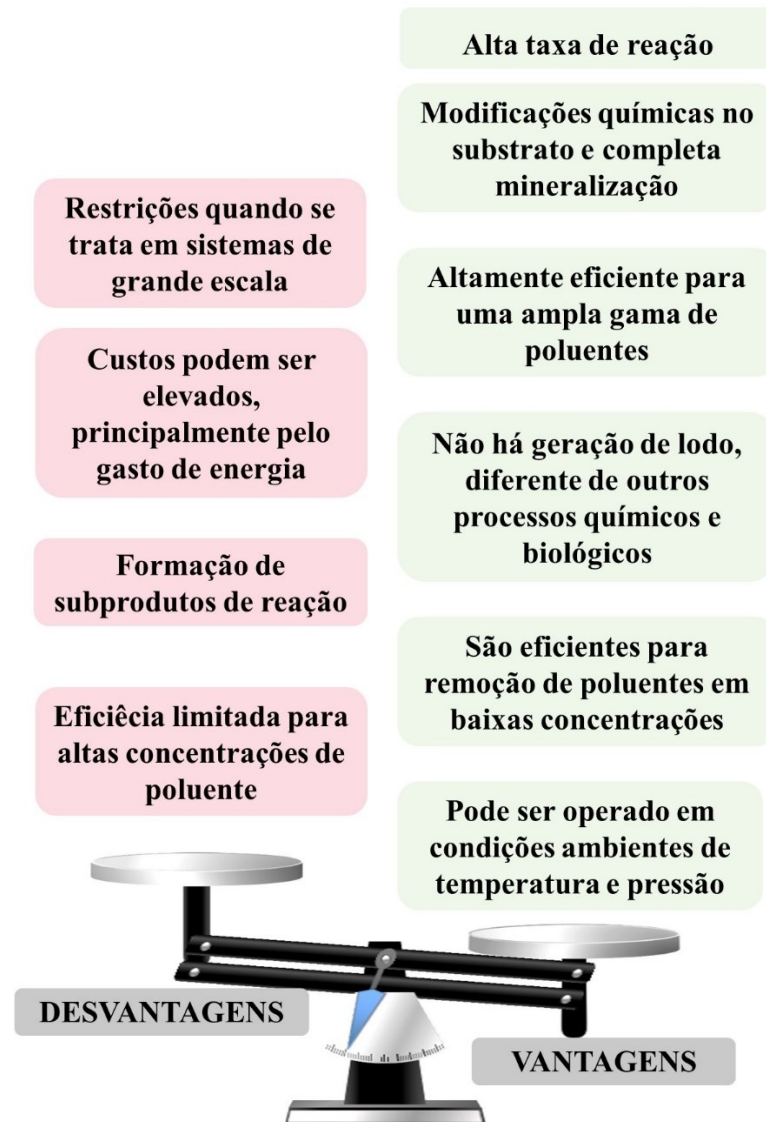 Restrições quando se
trata em sistemas de
grande escala
Custos podem ser
elevados,
principalmente pelo
gasto de energia
Formação de
subprodutos de reação
Eficiêcia limitada para
altas concentrações de
poluente
DESVANTAGENS
Alta taxa de reação
Modificações químicas no
substrato e completa
mineralização
Altamente eficiente para
uma ampla gama de
poluentes
Não há geração de lodo,
diferente de outros
processos químicos e
biológicos
São eficientes para
remoção de poluentes em
baixas concentrações
Pode ser operado em
condições ambientes de
temperatura e pressão
VANTAGENS